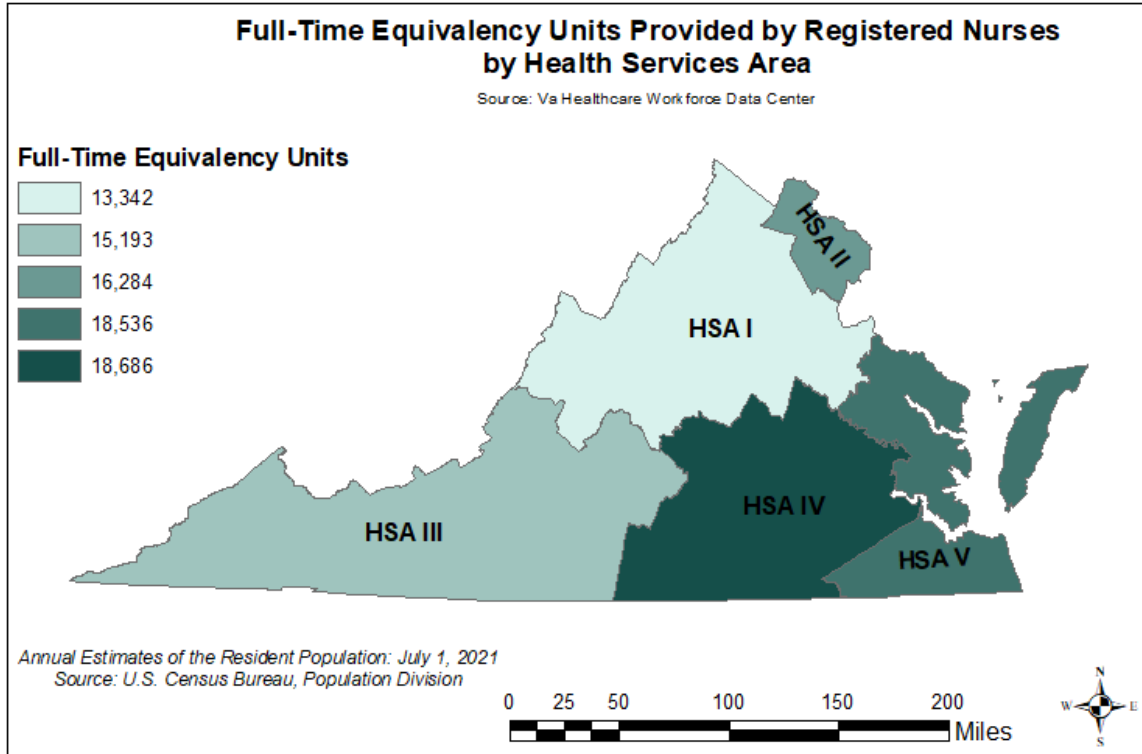 Full-Time Equivalency Units Provided by Registered Nurses
by Health Services Area
Source: Va Healthcare Workforce Data Center
Full-Time Equivalency Units
13,342
15,193
16,284
18,536
18,686
HSA II
HSA I
HSA IV
HSA III
HSA V
Annual Estimates of the Resident Population: July 1, 2021
Source: U.S. Census Bureau, Population Division
0 25 50 100 150 200
Miles
N
W E
S